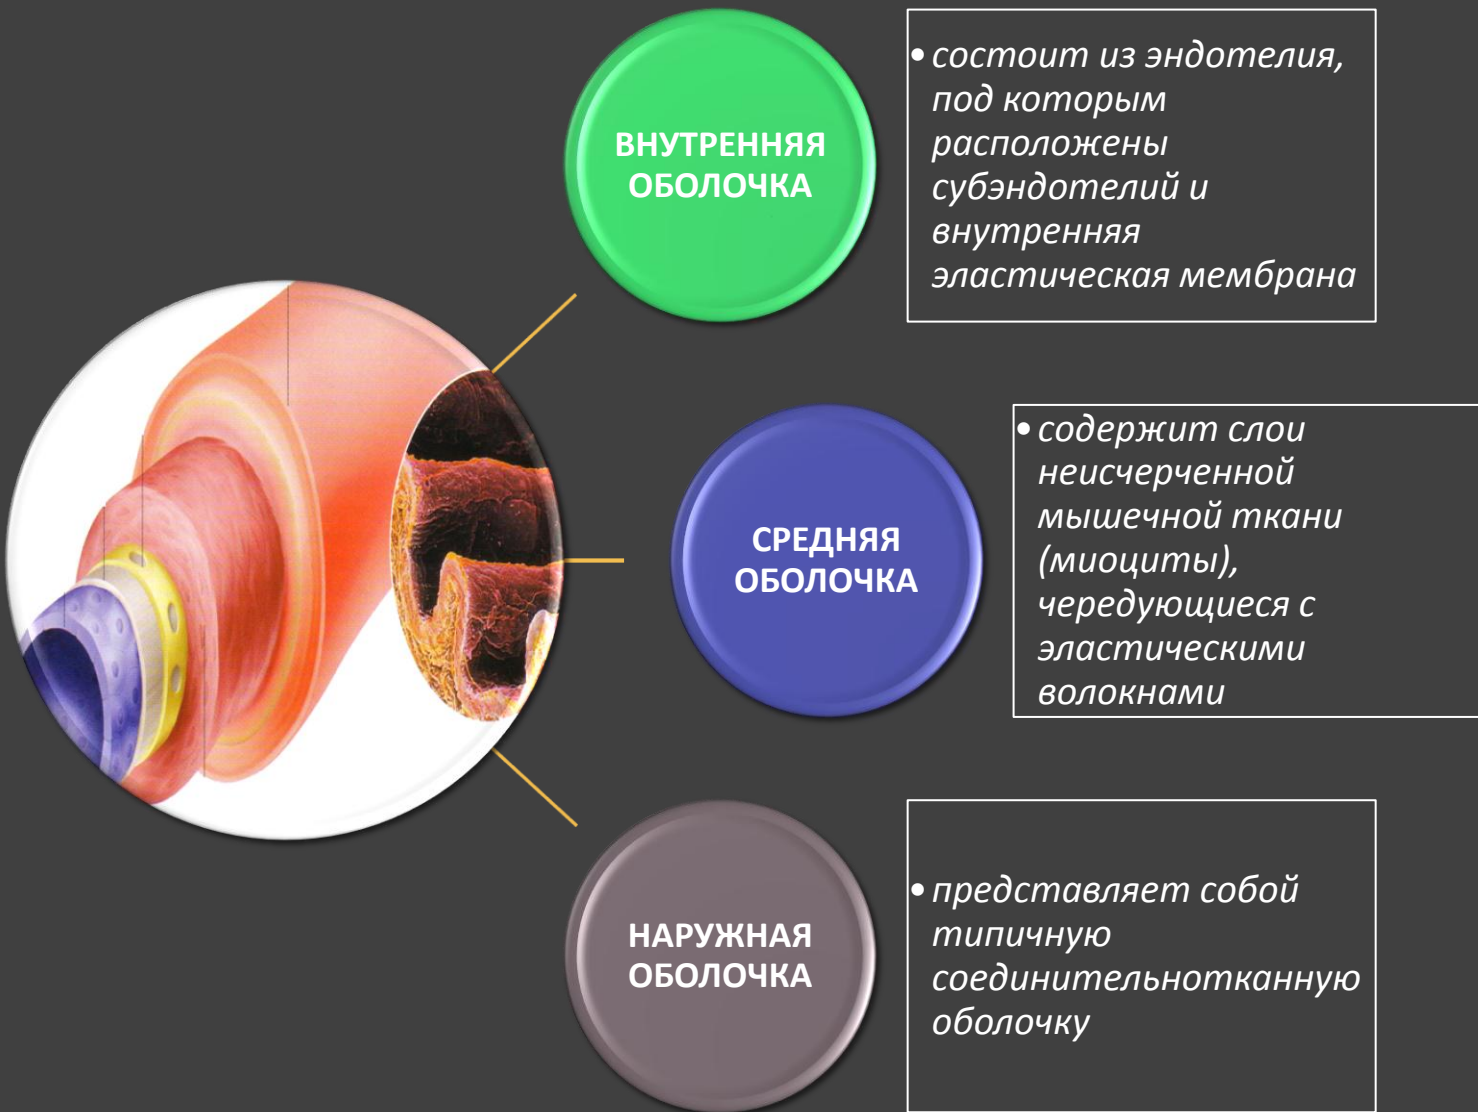 ВНУТРЕННЯЯ
ОБОЛОЧКА
• состоит из эндотелия,
под которым
расположены
субэндотелий и
внутренняя
эластическая мембрана
СРЕДНЯЯ
ОБОЛОЧКА
• содержит слои
неисчерченной
мышечной ткани
(миоциты),
чередующиеся с
эластическими
волокнами
НАРУЖНАЯ
ОБОЛОЧКА
• представляет собой
типичную
соединительнотканную
оболочку